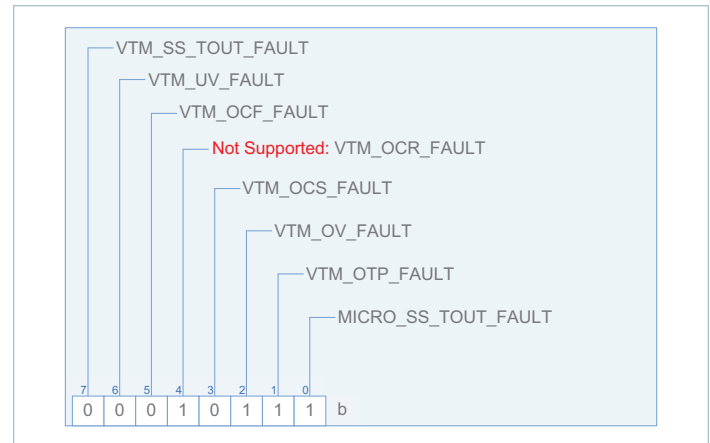 VTM_SS_TOUT_FAULT
VTM_UV_FAULT
VTM_OCF_FAULT
Not Supported: VTM_OCR_FAULT
VTM_OCS_FAULT
VTM_OV_FAULT
VTM_OTP_FAULT
MICRO_SS_TOUT_FAULT
7 6 5 4 3 2 1 0
0 0 0 1 0 1 1 1 b